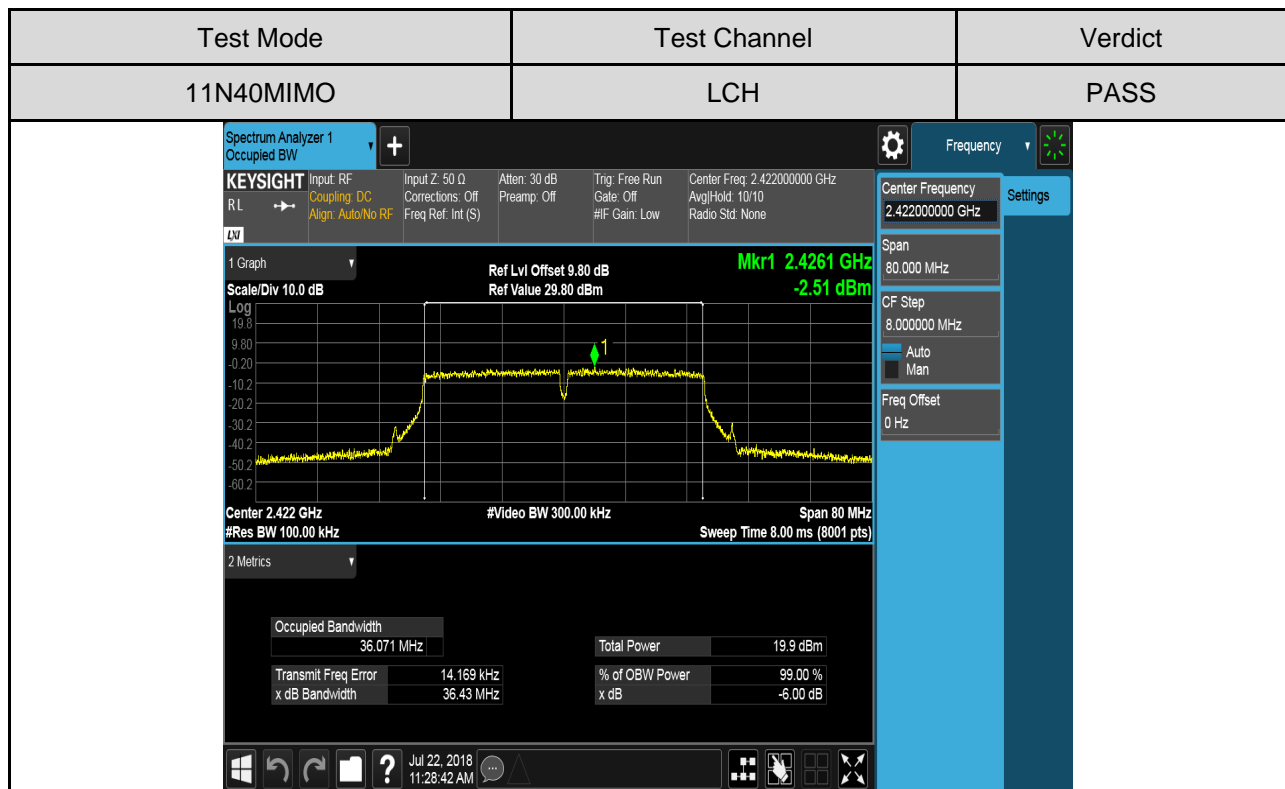 Test Mode Test Channel Verdict
11N40MIMO LCH PASS
Spectrum Analyzer 1
Occupied BW
+
Frequency
KEYSIGHT Input: RF Input Z: 50 Ω Atten: 30 dB Trig: Free Run Center Freq: 2.422000000 GHz
RL Coupling: DC Corrections: Off Preamp: Off Gate: Off Avg|Hold: 10/10
Align: Auto/No RF Freq Ref: Int (S) #IF Gain: Low Radio Std: None
LXI
Center Frequency
2.422000000 GHz
Settings
Span
80.000 MHz
CF Step
8.000000 MHz
Auto
Man
Freq Offset
0 Hz
1 Graph Ref Lvl Offset 9.80 dB Mkr1 2.4261 GHz
Scale/Div 10.0 dB Ref Value 29.80 dBm -2.51 dBm
Log
19.8
9.80
-0.20
-10.2
-20.2
-30.2
-40.2
-50.2
-60.2
1
Center 2.422 GHz #Video BW 300.00 kHz Span 80 MHz
#Res BW 100.00 kHz Sweep Time 8.00 ms (8001 pts)
2 Metrics
Occupied Bandwidth
36.071 MHz Total Power 19.9 dBm
Transmit Freq Error 14.169 kHz % of OBW Power 99.00 %
x dB Bandwidth 36.43 MHz x dB -6.00 dB
? Jul 22, 2018
11:28:42 AM